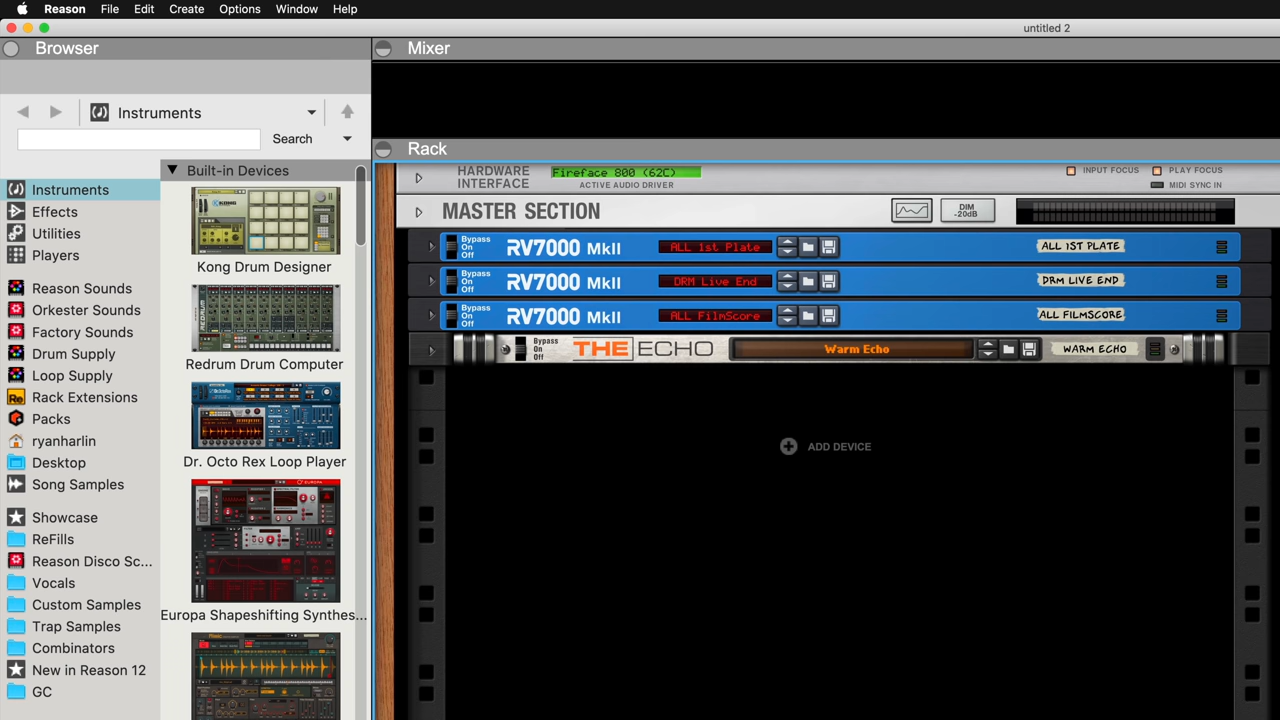 Reason File Edit Create Options Window Help
untitled 2
Browser
Mixer
Instruments
Search
Rack
Built-in Devices
HARDWARE
INTERFACE
Fireface 800 (62C)
ACTIVE AUDIO DRIVER
INPUT FOCUS
PLAY FOCUS
MIDI SYNC IN
MASTER SECTION
DIM
-20dB
Bypass
On
Off
RV7000 MkII
ALL 1st Plate
ALL 1ST PLATE
Bypass
On
Off
RV7000 MkII
DRM Live End
DRM LIVE END
Bypass
On
Off
RV7000 MkII
ALL FilmScore
ALL FILMSCORE
Bypass
On
Off
THE ECHO
Warm Echo
WARM ECHO
ADD DEVICE
Instruments
Effects
Utilities
Players
Reason Sounds
Orkester Sounds
Factory Sounds
Drum Supply
Loop Supply
Rack Extensions
Packs
ryanharlin
Desktop
Song Samples
Showcase
ReFills
Reason Disco Sc...
Vocals
Custom Samples
Trap Samples
Combinators
New in Reason 12
GC
Kong Drum Designer
REDRUM
Redrum Drum Computer
Dr. Octo Rex Loop Player
EUROPA
Europa Shapeshifting Synthes...